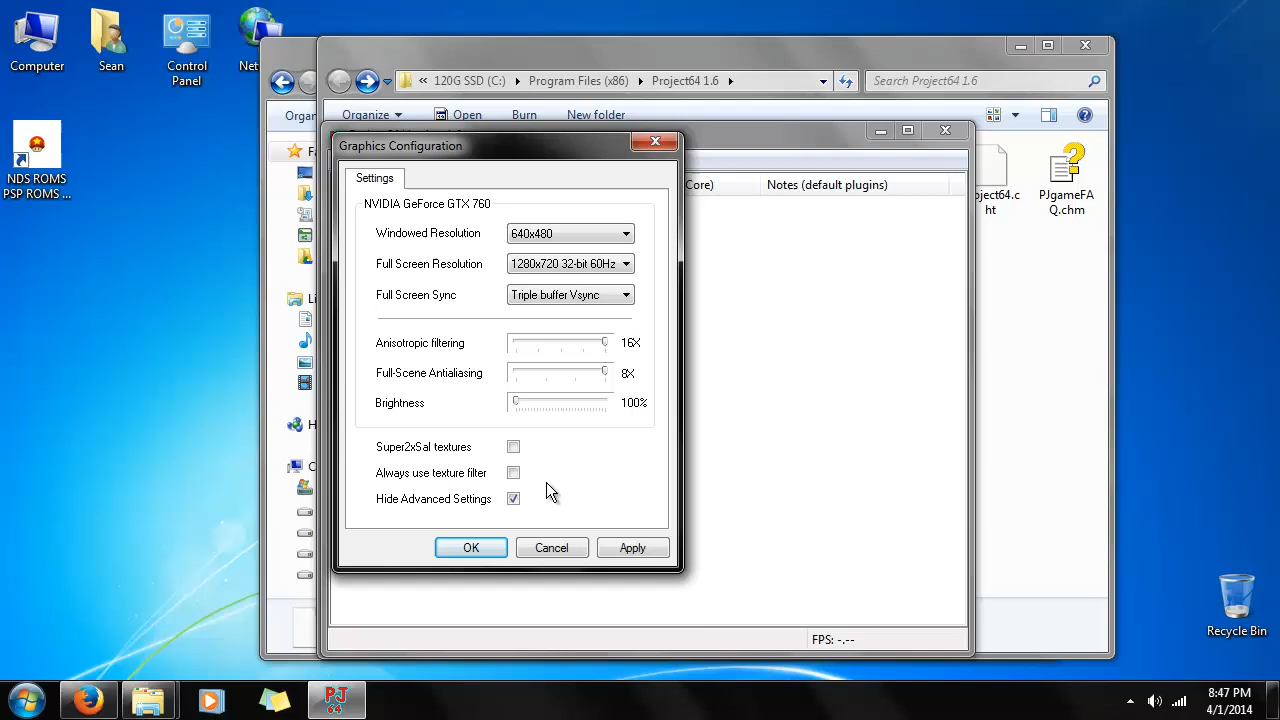 Computer
Sean
Control
Panel
Net
NDS ROMS
PSP ROMS ...
120G SSD (C:)
Program Files (x86)
Project64 1.6
Search Project64 1.6
Organ
Organize
Open
Burn
New folder
Fa
Li
H
C
Core)
Notes (default plugins)
oject64.c
ht
PJgameFA
Q.chm
Graphics Configuration
Settings
NVIDIA GeForce GTX 760
Windowed Resolution
640x480
Full Screen Resolution
1280x720 32-bit 60Hz
Full Screen Sync
Triple buffer Vsync
Anisotropic filtering
16X
Full-Scene Antialiasing
8X
Brightness
100%
Super2xSal textures
Always use texture filter
Hide Advanced Settings
OK
Cancel
Apply
FPS: -.--
Recycle Bin
PJ
64
8:47 PM
4/1/2014